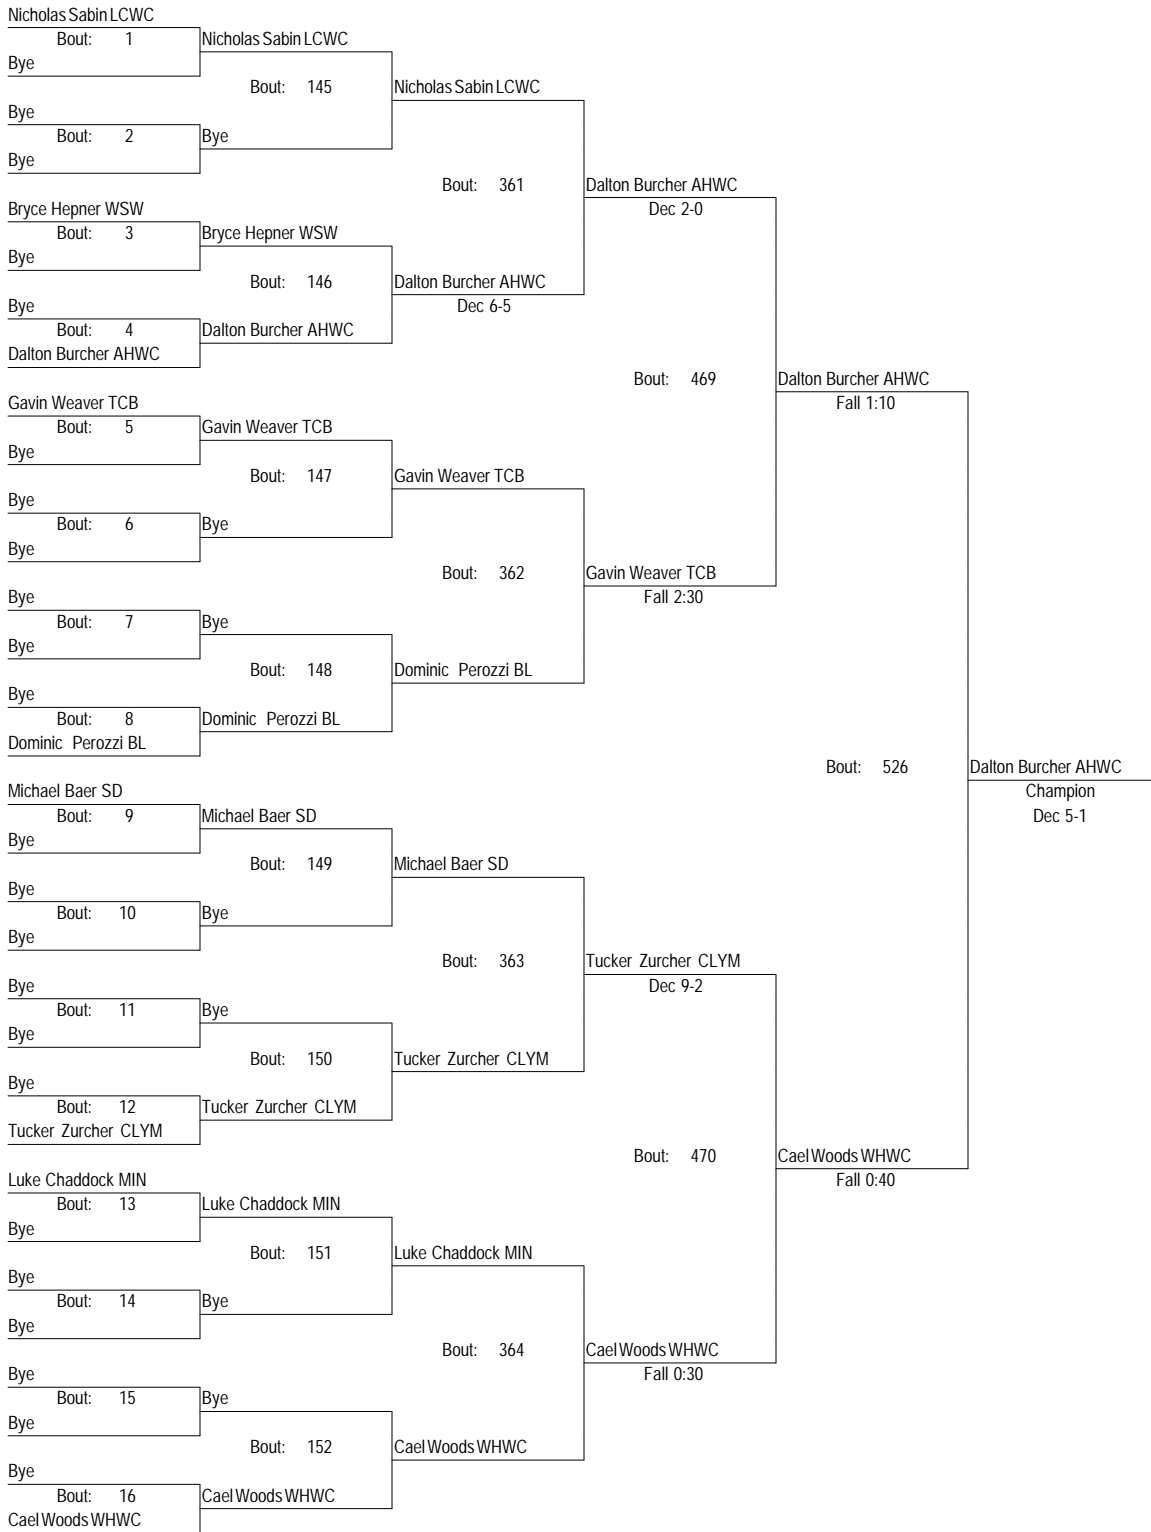 Nicholas Sabin LCWC
Bout: 1
Nicholas Sabin LCWC
Bye
Bout: 145
Nicholas Sabin LCWC
Bye
Bout: 2
Bye
Bye
Bout: 361
Dalton Burcher AHWC
Dec 2-0
Bryce Hepner WSW
Bout: 3
Bryce Hepner WSW
Bye
Bout: 146
Dalton Burcher AHWC
Dec 6-5
Bye
Bout: 4
Dalton Burcher AHWC
Dalton Burcher AHWC
Bout: 469
Dalton Burcher AHWC
Fall 1:10
Gavin Weaver TCB
Bout: 5
Gavin Weaver TCB
Bye
Bout: 147
Gavin Weaver TCB
Bye
Bout: 6
Bye
Bye
Bout: 362
Gavin Weaver TCB
Fall 2:30
Bye
Bout: 7
Bye
Bye
Bout: 148
Dominic Perozzi BL
Bye
Bout: 8
Dominic Perozzi BL
Dominic Perozzi BL
Bout: 526
Dalton Burcher AHWC
Champion
Dec 5-1
Michael Baer SD
Bout: 9
Michael Baer SD
Bye
Bout: 149
Michael Baer SD
Bye
Bout: 10
Bye
Bye
Bout: 363
Tucker Zurcher CLYM
Dec 9-2
Bye
Bout: 11
Bye
Bye
Bout: 150
Tucker Zurcher CLYM
Bye
Bout: 12
Tucker Zurcher CLYM
Tucker Zurcher CLYM
Bout: 470
Cael Woods WHWC
Fall 0:40
Luke Chaddock MIN
Bout: 13
Luke Chaddock MIN
Bye
Bout: 151
Luke Chaddock MIN
Bye
Bout: 14
Bye
Bye
Bout: 364
Cael Woods WHWC
Fall 0:30
Bye
Bout: 15
Bye
Bye
Bout: 152
Cael Woods WHWC
Bye
Bout: 16
Cael Woods WHWC
Cael Woods WHWC